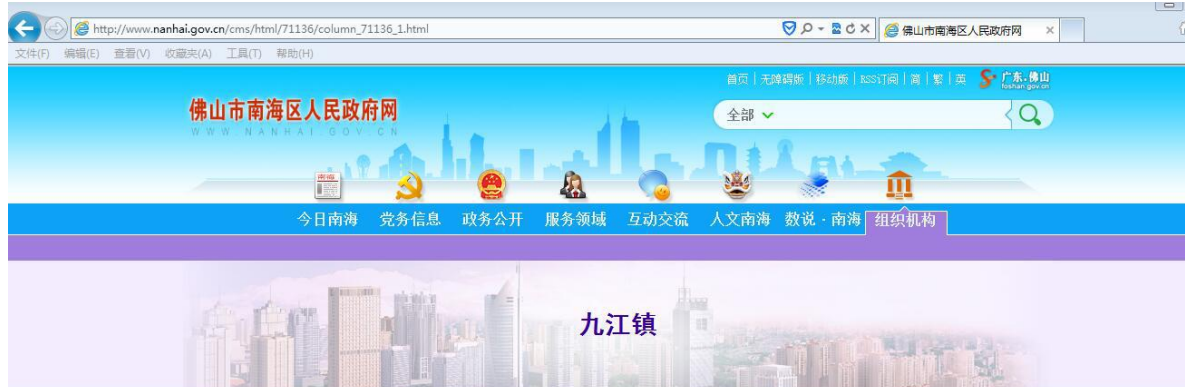 http://www.nanhai.gov.cn/cms/html/71136/column_71136_1.html
佛山市南海区人民政府网 ×
文件(F) 编辑(E) 查看(V) 收藏夹(A) 工具(T) 帮助(H)
首页 | 无障碍版 | 移动版 | RSS订阅 | 简 | 繁 | 英 广东·佛山
foshan.gov.cn
佛山市南海区人民政府网
WWW.NANHAI.GOV.CN
全部
今日南海 党务信息 政务公开 服务领域 互动交流 人文南海 数说·南海 组织机构
九江镇